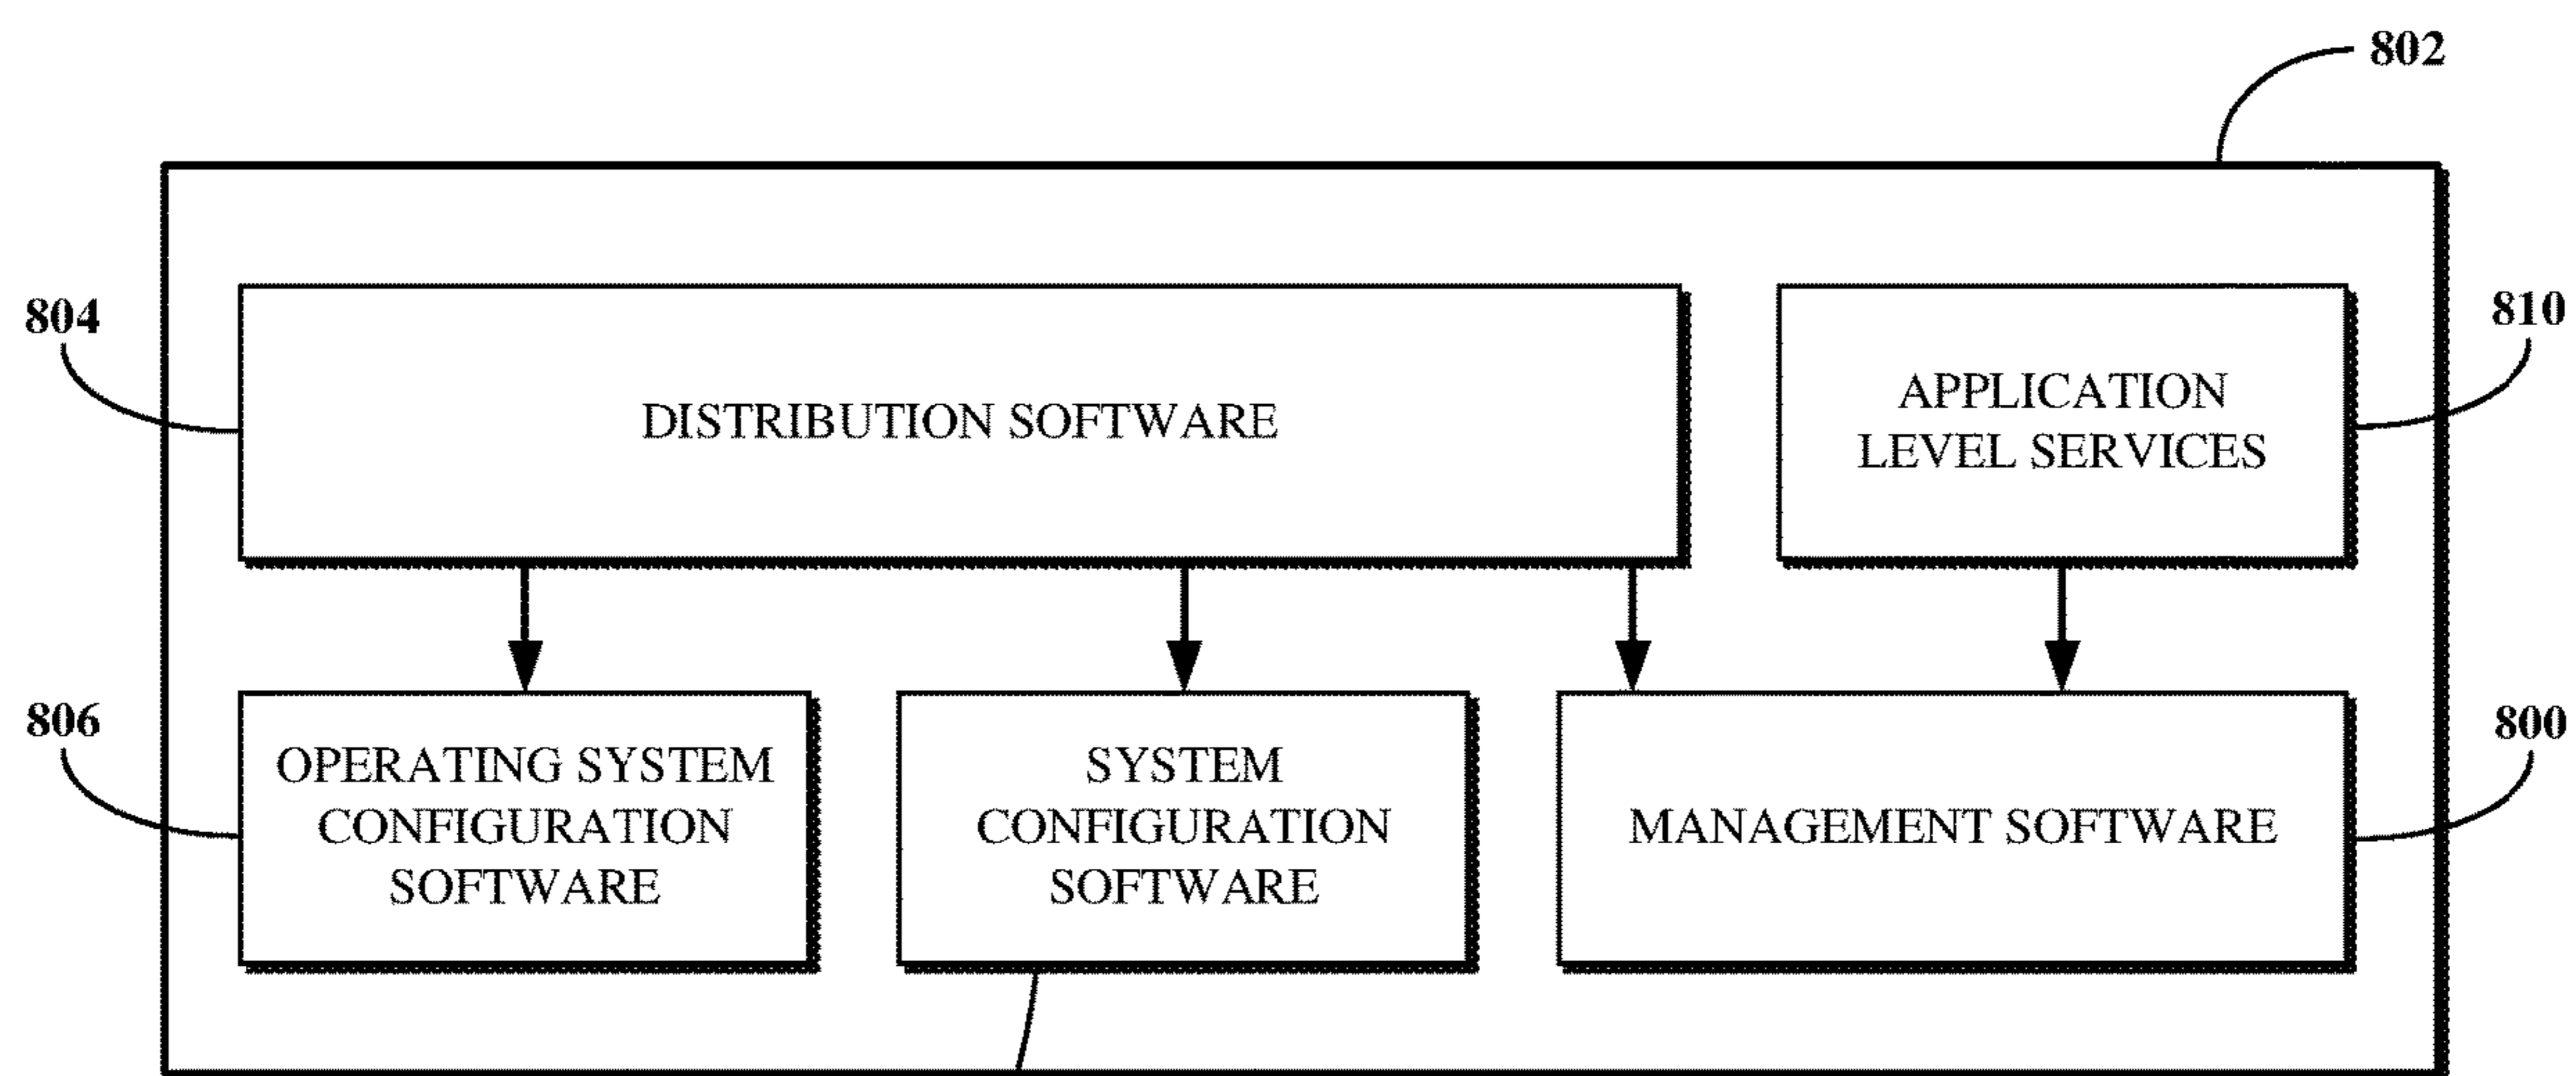 802
804
810
DISTRIBUTION SOFTWARE
APPLICATION
LEVEL SERVICES
806
800
OPERATING SYSTEM
CONFIGURATION
SOFTWARE
SYSTEM
CONFIGURATION
SOFTWARE
MANAGEMENT SOFTWARE